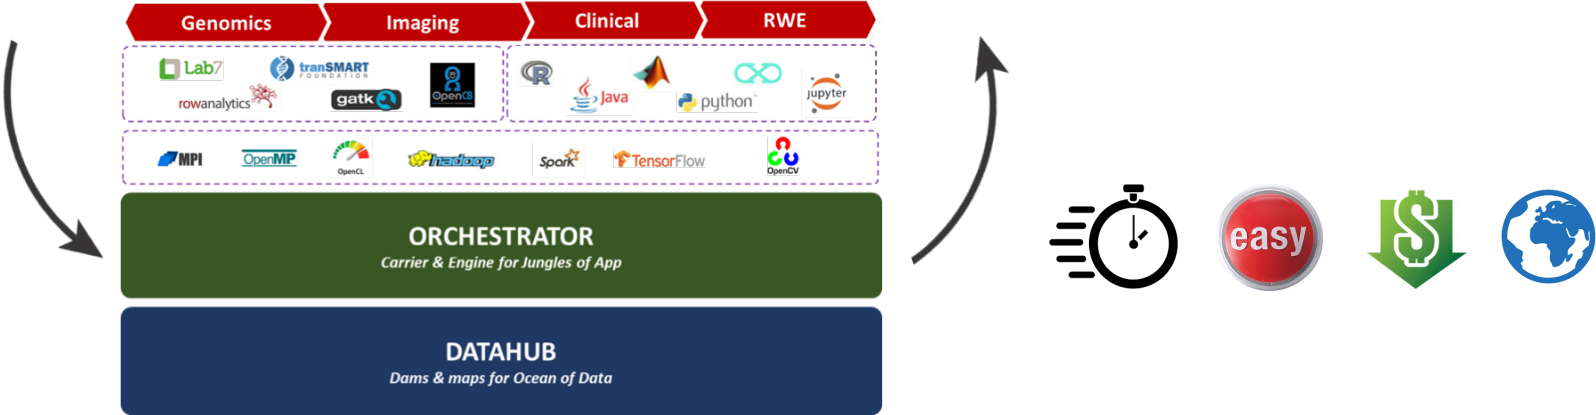 Genomics
Imaging
Clinical
RWE
Lab7
tranSMART
FOUNDATION
OpenCB
rowanalytics
gatk
R
Java
python™
jupyter
MPI
OpenMP
OpenCL
hadoop
Spark
TensorFlow
OpenCV
ORCHESTRATOR
Carrier & Engine for Jungles of App
DATAHUB
Dams & maps for Ocean of Data
easy
$